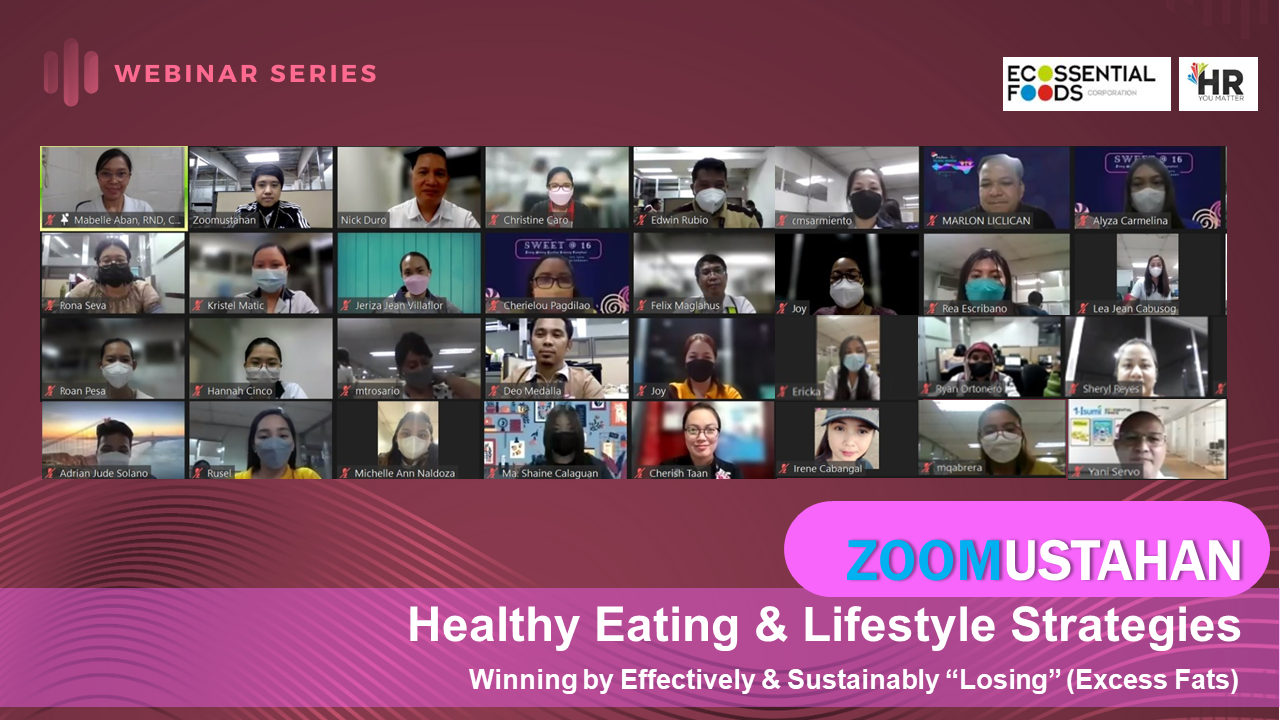 WEBINAR SERIES
ECOSSENTIAL
FOODS CORPORATION
HR
YOU MATTER
Mabelle Aban, RND, C...
Zoomustahan
Nick Duro
Christine Caro
Edwin Rubio
cmsarmiento
MARLON LICLICAN
SWEET @ 16
Alyza Carmelina
Rona Seva
Kristel Matic
Jeriza Jean Villaflor
SWEET @ 16
Cherielou Pagdilao
Felix Maglahus
Joy
Rea Escribano
Lea Jean Cabusog
Roan Pesa
Hannah Cinco
mtrosario
Deo Medalla
Joy
Ericka
Ryan Ortonero
Sheryl Reyes
Adrian Jude Solano
Rusel
Michelle Ann Naldoza
Ma. Shaine Calaguan
Cherish Taan
Irene Cabangal
mqabrera
Yani Servo
ZOOMUSTAHAN
Healthy Eating & Lifestyle Strategies
Winning by Effectively & Sustainably “Losing” (Excess Fats)